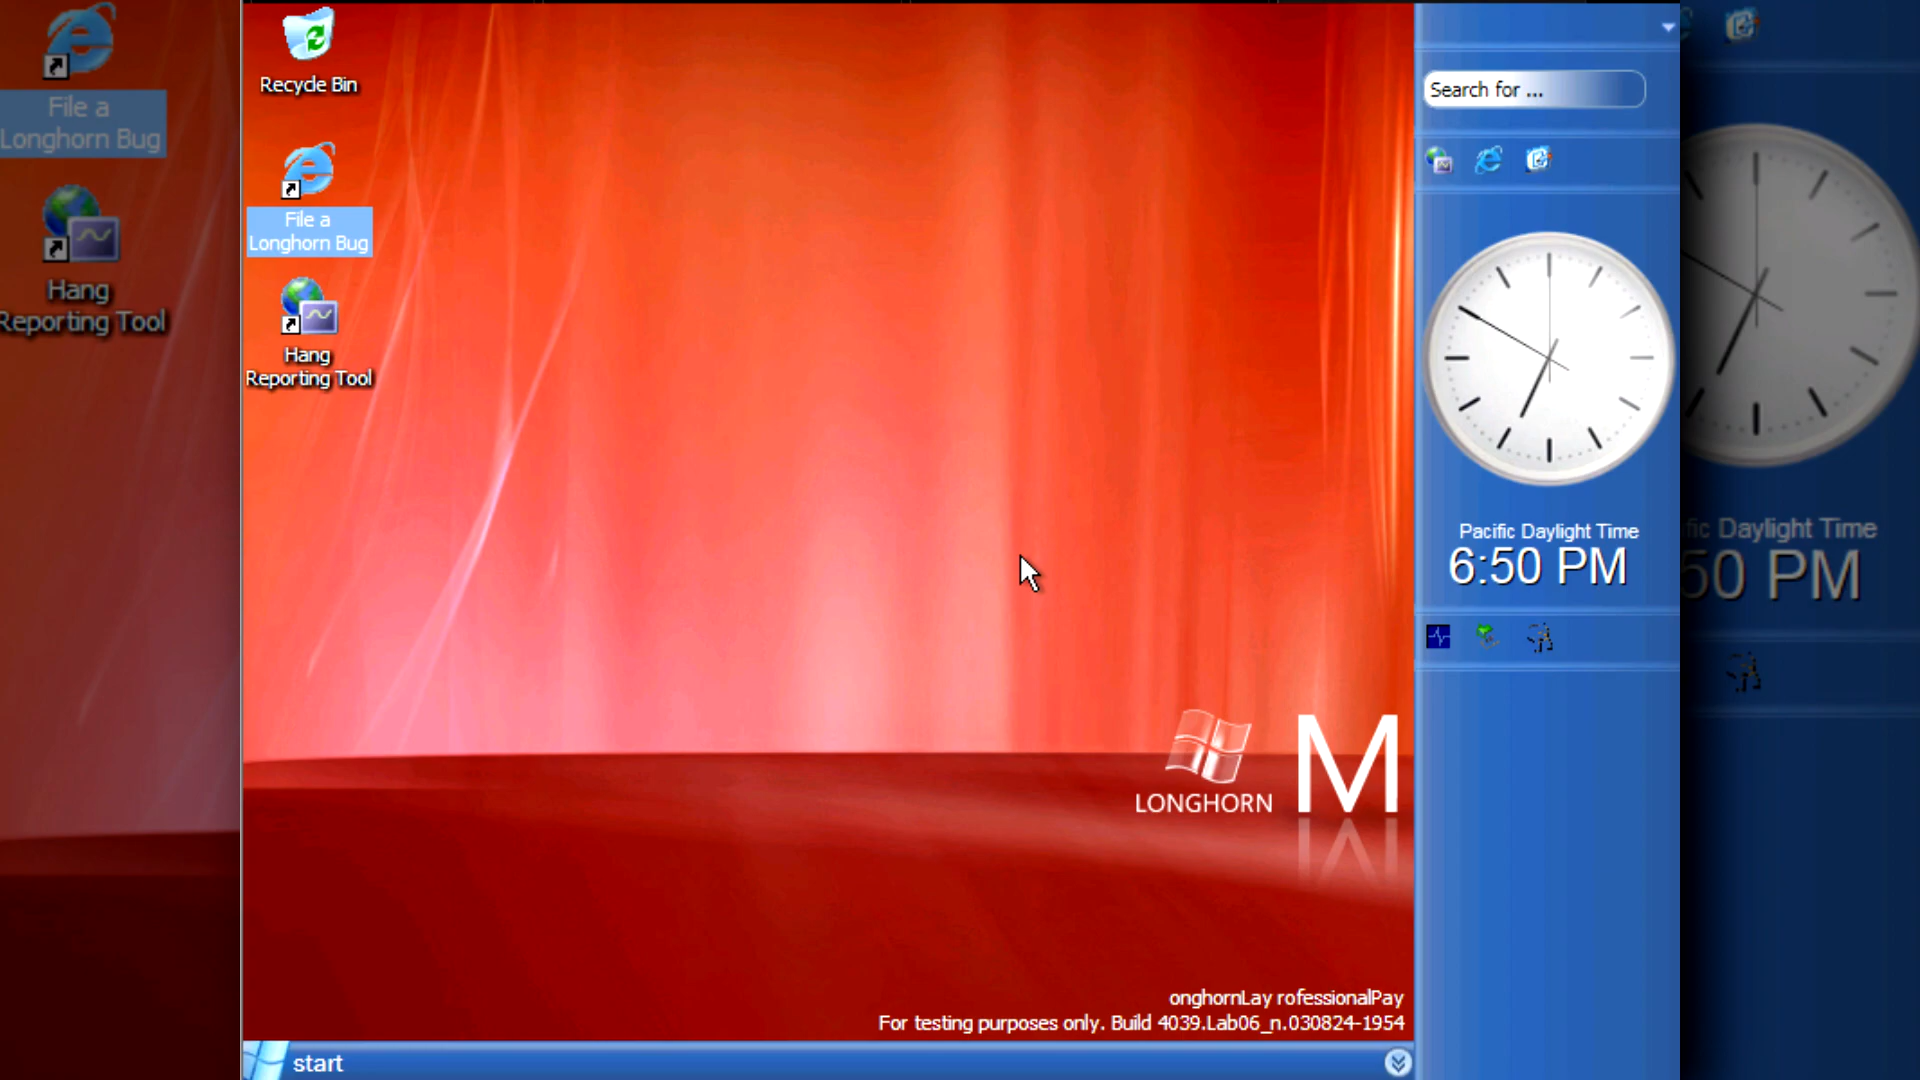 File a
Longhorn Bug
Hang
Reporting Tool
Recycle Bin
File a
Longhorn Bug
Hang
Reporting Tool
LONGHORN M
onghornLay rofessionalPay
For testing purposes only. Build 4039.Lab06_n.030824-1954
start
Search for ...
Pacific Daylight Time
6:50 PM
fic Daylight Time
50 PM